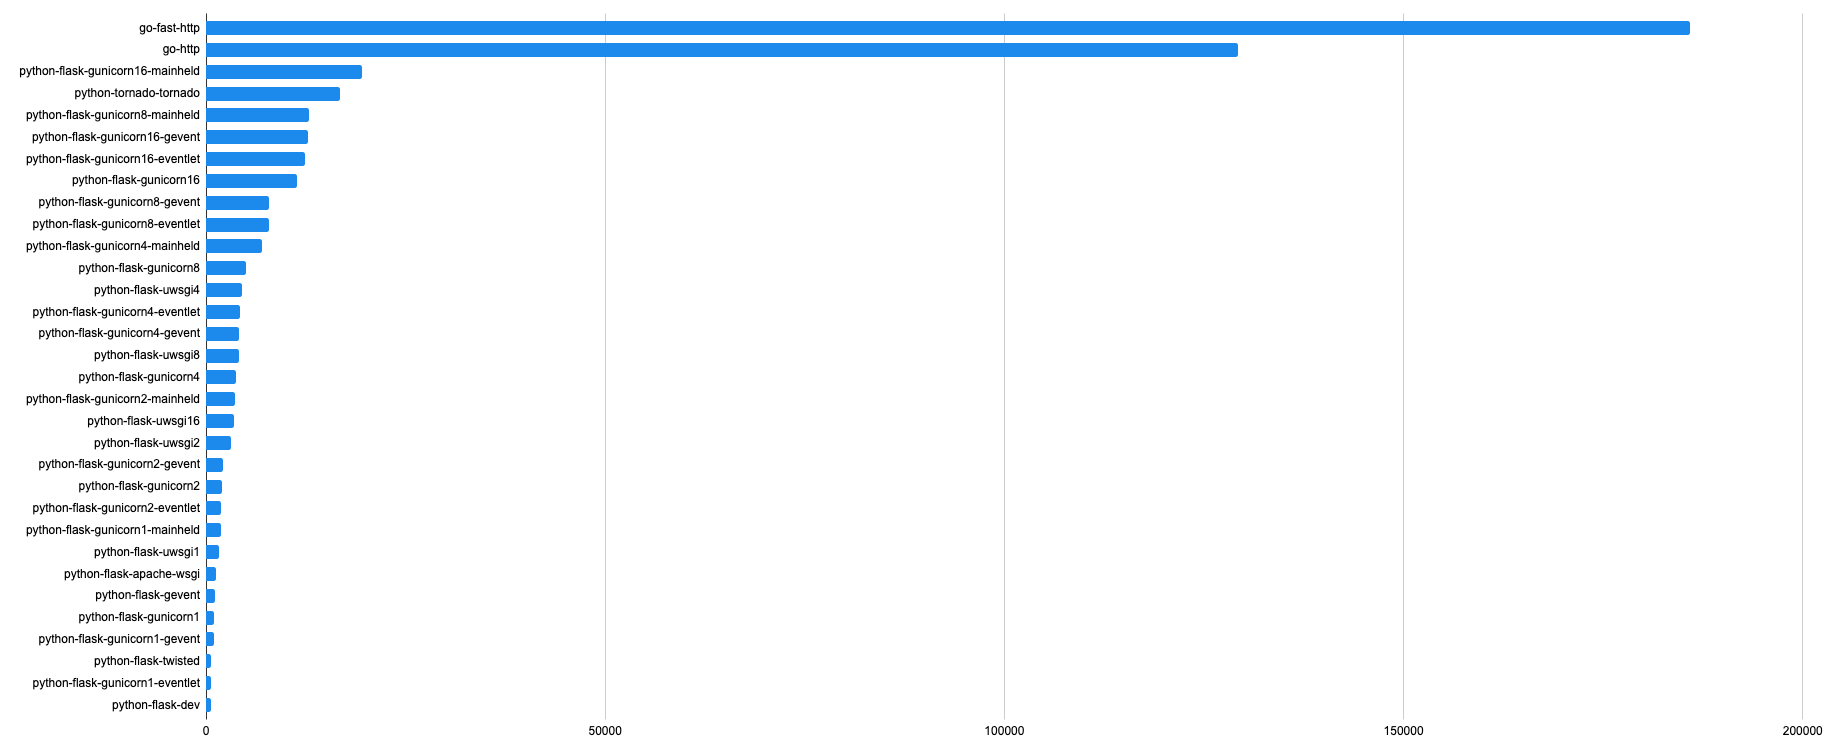 go-fast-http
go-http
python-flask-gunicorn16-mainheld
python-tornado-tornado
python-flask-gunicorn8-mainheld
python-flask-gunicorn16-gevent
python-flask-gunicorn16-eventlet
python-flask-gunicorn16
python-flask-gunicorn8-gevent
python-flask-gunicorn8-eventlet
python-flask-gunicorn4-mainheld
python-flask-gunicorn8
python-flask-uwsgi4
python-flask-gunicorn4-eventlet
python-flask-gunicorn4-gevent
python-flask-uwsgi8
python-flask-gunicorn4
python-flask-gunicorn2-mainheld
python-flask-uwsgi16
python-flask-uwsgi2
python-flask-gunicorn2-gevent
python-flask-gunicorn2
python-flask-gunicorn2-eventlet
python-flask-gunicorn1-mainheld
python-flask-uwsgi1
python-flask-apache-wsgi
python-flask-gevent
python-flask-gunicorn1
python-flask-gunicorn1-gevent
python-flask-twisted
python-flask-gunicorn1-eventlet
python-flask-dev
0 50000 100000 150000 200000